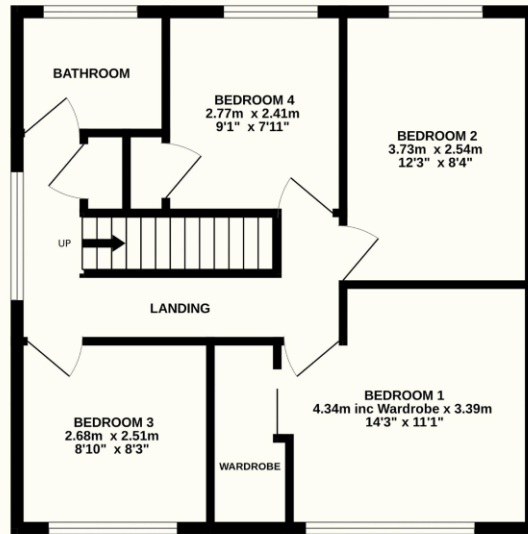 BATHROOM
BEDROOM 4
2.77m x 2.41m
9'1" x 7'11"
BEDROOM 2
3.73m x 2.54m
12'3" x 8'4"
UP
LANDING
BEDROOM 3
2.68m x 2.51m
8'10" x 8'3"
WARDROBE
BEDROOM 1
4.34m inc Wardrobe x 3.39m
14'3" x 11'1"